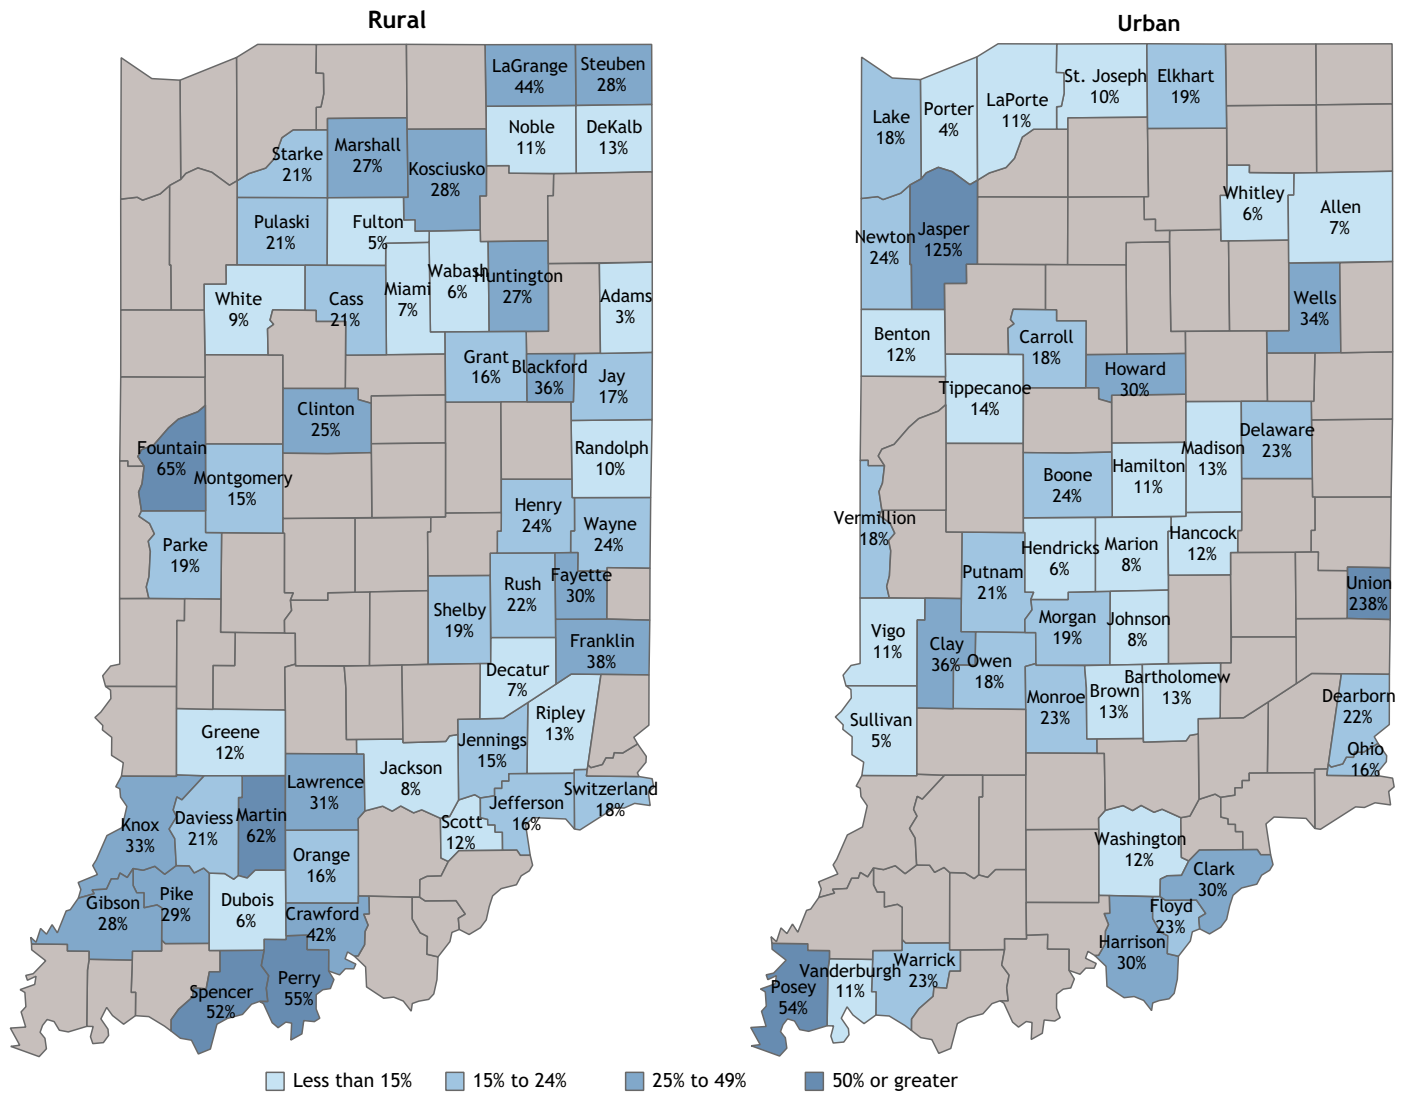 Rural
LaGrange
44%
Steuben
28%
Noble
11%
DeKalb
13%
Starke
21%
Marshall
27%
Kosciusko
28%
Pulaski
21%
Fulton
5%
White
9%
Cass
21%
Miami
7%
Wabash
6%
Huntington
27%
Adams
3%
Grant
16%
Blackford
36%
Jay
17%
Clinton
25%
Fountain
65%
Montgomery
15%
Randolph
10%
Henry
24%
Wayne
24%
Parke
19%
Rush
22%
Fayette
30%
Shelby
19%
Franklin
38%
Decatur
7%
Ripley
13%
Greene
12%
Jennings
15%
Jackson
8%
Lawrence
31%
Jefferson
16%
Switzerland
18%
Scott
12%
Knox
33%
Daviess
21%
Martin
62%
Orange
16%
Gibson
28%
Pike
29%
Dubois
6%
Crawford
42%
Spencer
52%
Perry
55%
Urban
Lake
18%
Porter
4%
LaPorte
11%
St. Joseph
10%
Elkhart
19%
Whitley
6%
Allen
7%
Newton
24%
Jasper
125%
Wells
34%
Benton
12%
Carroll
18%
Howard
30%
Tippecanoe
14%
Madison
13%
Delaware
23%
Boone
24%
Hamilton
11%
Vermillion
18%
Hendricks
6%
Marion
8%
Hancock
12%
Putnam
21%
Union
238%
Vigo
11%
Clay
36%
Owen
18%
Morgan
19%
Johnson
8%
Monroe
23%
Brown
13%
Bartholomew
13%
Dearborn
22%
Ohio
16%
Sullivan
5%
Washington
12%
Clark
30%
Floyd
23%
Harrison
30%
Posey
54%
Vanderburgh
11%
Warrick
23%
Less than 15%
15% to 24%
25% to 49%
50% or greater